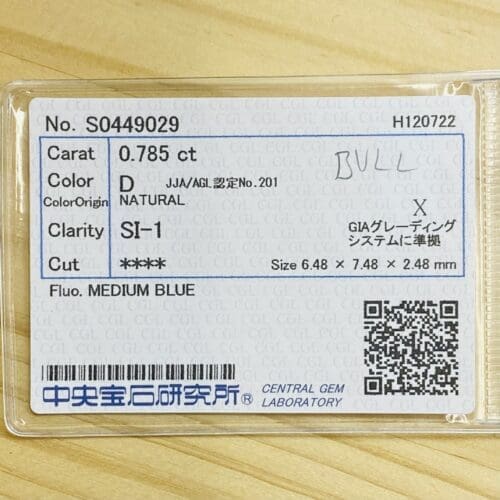 No. S0449029 H120722
Carat 0.785 ct BULL
Color D JJA/AGL認定No.201
ColorOrigin NATURAL X
Clarity SI-1 GIAグレーディング
システムに準拠
Cut **** Size 6.48 × 7.48 × 2.48 mm
Fluo. MEDIUM BLUE
中央宝石研究所® CENTRAL GEM
LABORATORY